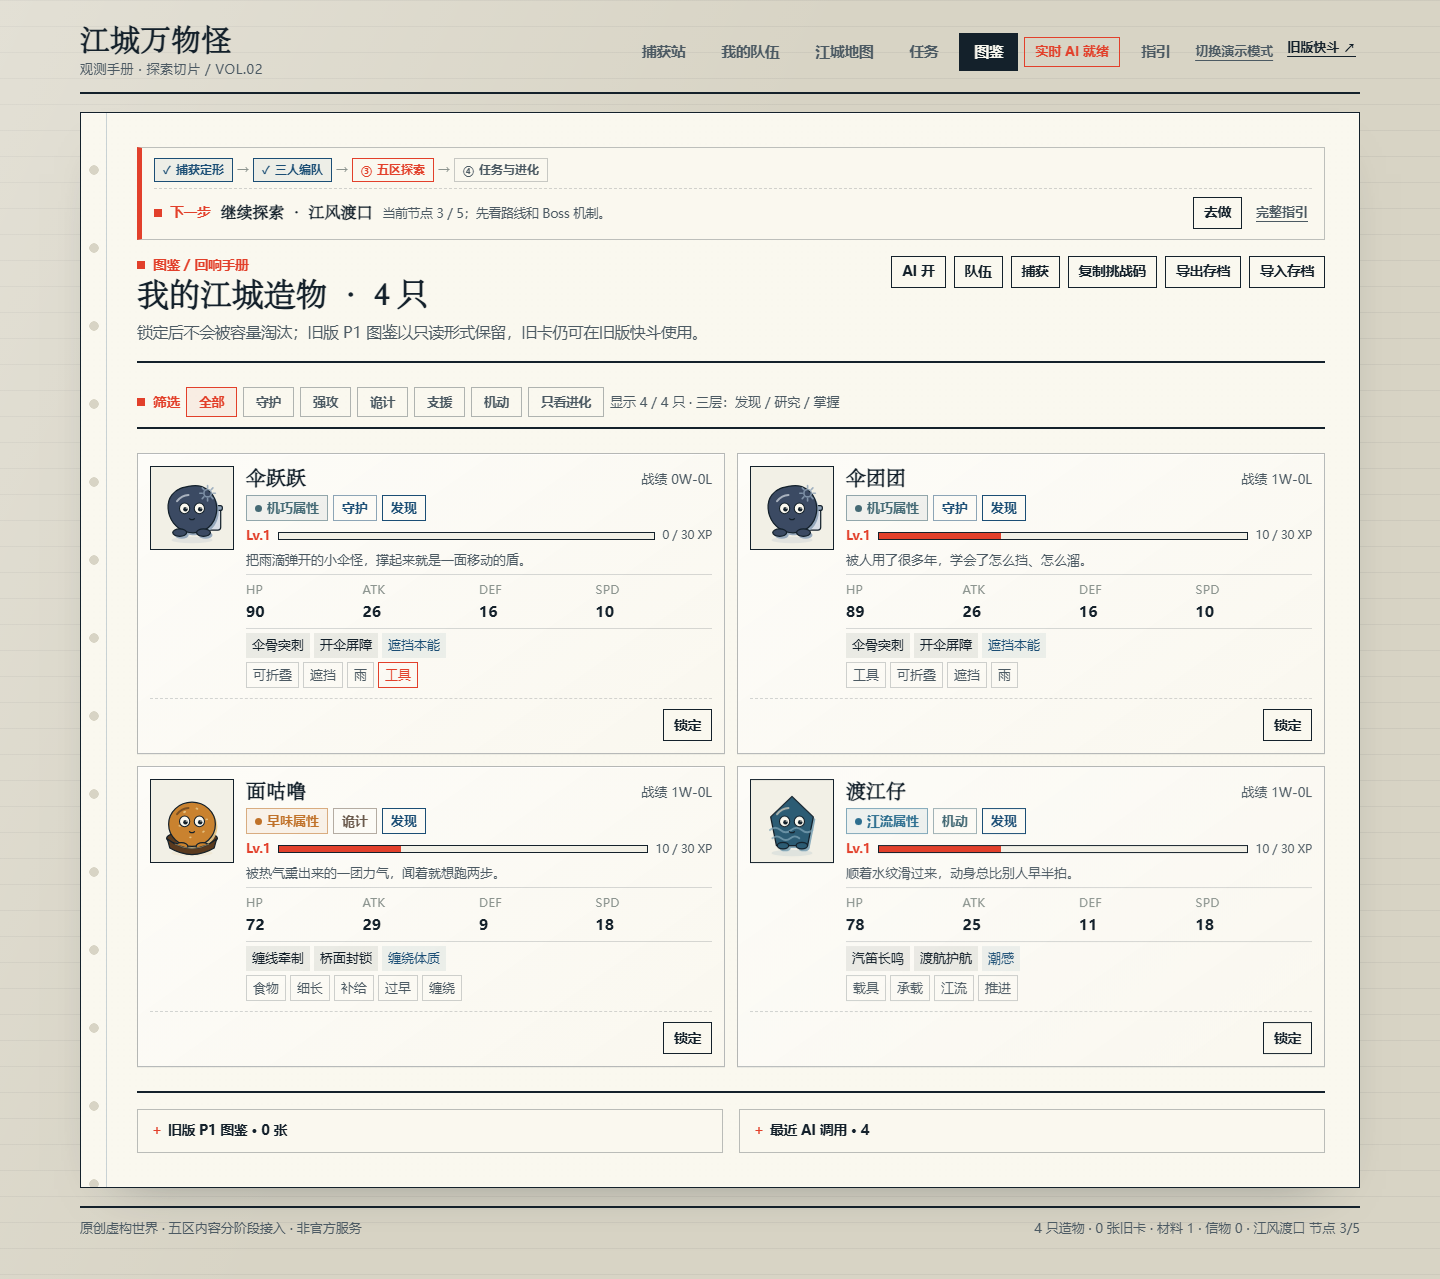 江城万物怪
观测手册 · 探索切片 / VOL.02
捕获站 我的队伍 江城地图 任务 图鉴 实时 AI 就绪 指引 切换演示模式 旧版快斗 ↗
✓ 捕获定形 → ✓ 三人编队 → ③ 五区探索 → ④ 任务与进化
下一步 继续探索 · 江风渡口 当前节点 3 / 5；先看路线和 Boss 机制。 去做 完整指引
图鉴 / 回响手册
我的江城造物 · 4 只
AI 开 队伍 捕获 复制挑战码 导出存档 导入存档
锁定后不会被容量淘汰；旧版 P1 图鉴以只读形式保留，旧卡仍可在旧版快斗使用。
筛选 全部 守护 强攻 诡计 支援 机动 只看进化 显示 4 / 4 只 · 三层：发现 / 研究 / 掌握
伞跃跃 战绩 0W-0L
机巧属性 守护 发现
Lv.1 0 / 30 XP
把雨滴弹开的小伞怪，撑起来就是一面移动的盾。
HP ATK DEF SPD
90 26 16 10
伞骨突刺 开伞屏障 遮挡本能
可折叠 遮挡 雨 工具
锁定
伞团团 战绩 1W-0L
机巧属性 守护 发现
Lv.1 10 / 30 XP
被人用了很多年，学会了怎么挡、怎么溜。
HP ATK DEF SPD
89 26 16 10
伞骨突刺 开伞屏障 遮挡本能
工具 可折叠 遮挡 雨
锁定
面咕噜 战绩 1W-0L
早味属性 诡计 发现
Lv.1 10 / 30 XP
被热气熏出来的一团力气，闻着就想跑两步。
HP ATK DEF SPD
72 29 9 18
缠线牵制 桥面封锁 缠绕体质
食物 细长 补给 过早 缠绕
锁定
渡江仔 战绩 1W-0L
江流属性 机动 发现
Lv.1 10 / 30 XP
顺着水纹滑过来，动身总比别人早半拍。
HP ATK DEF SPD
78 25 11 18
汽笛长鸣 渡航护航 潮感
载具 承载 江流 推进
锁定
+ 旧版 P1 图鉴 • 0 张
+ 最近 AI 调用 • 4
原创虚构世界 · 五区内容分阶段接入 · 非官方服务
4 只造物 · 0 张旧卡 · 材料 1 · 信物 0 · 江风渡口 节点 3/5